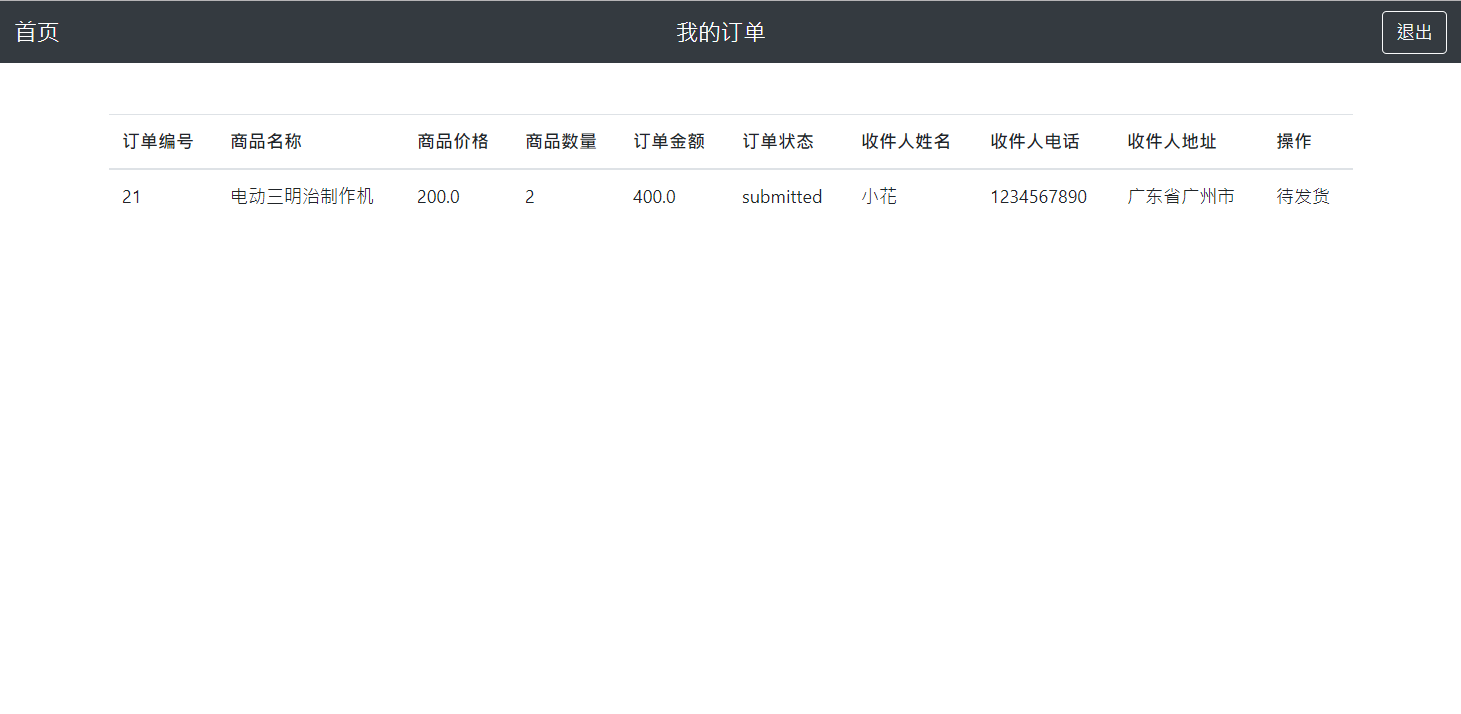 首页 我的订单 退出
订单编号 商品名称 商品价格 商品数量 订单金额 订单状态 收件人姓名 收件人电话 收件人地址 操作
21 电动三明治制作机 200.0 2 400.0 submitted 小花 1234567890 广东省广州市 待发货